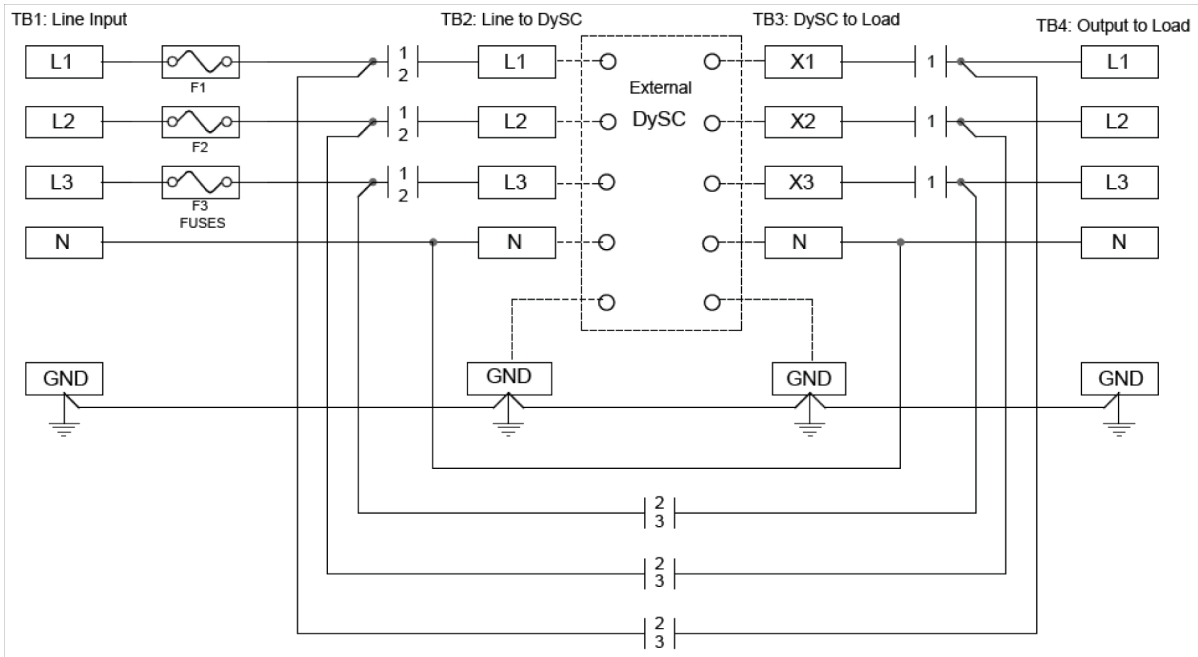 TB1: Line Input
TB2: Line to DySC
TB3: DySC to Load
TB4: Output to Load
L1
F1
1
2
L1
External
DySC
X1
1
L1
L2
F2
1
2
L2
X2
1
L2
L3
F3
FUSES
1
2
L3
X3
1
L3
N
N
N
N
GND
GND
GND
GND
2
3
2
3
2
3